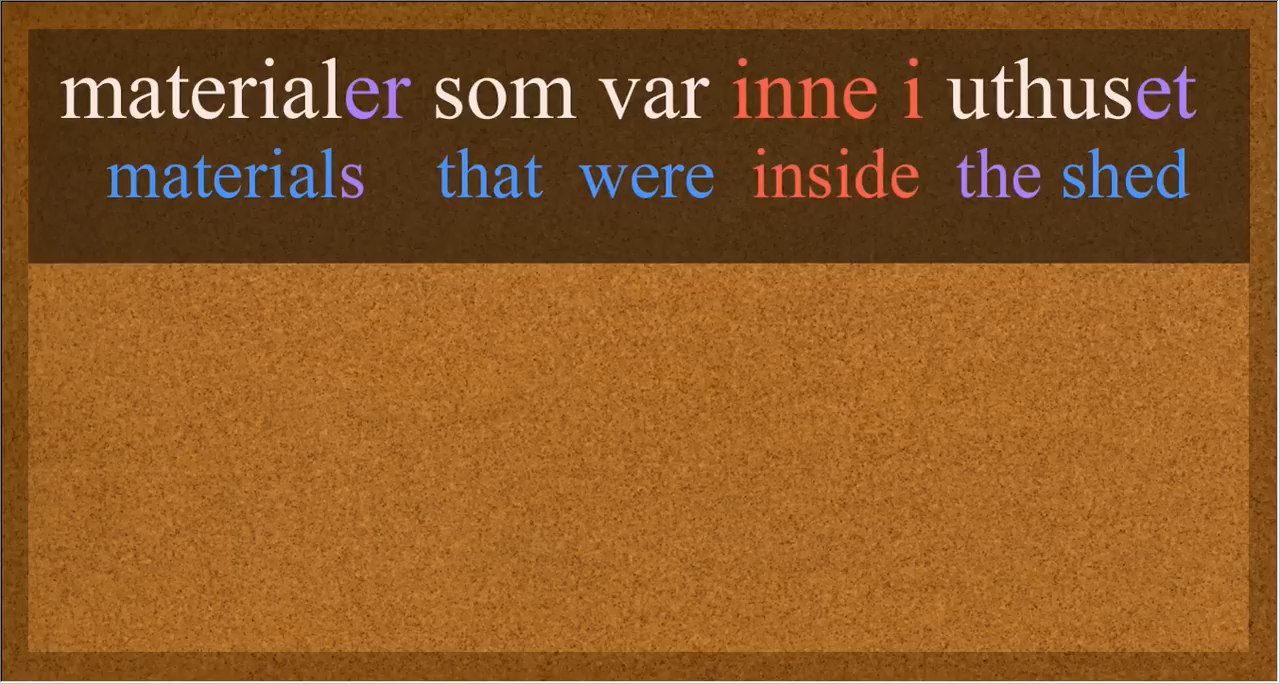 materialer som var inne i uthuset
materials that were inside the shed